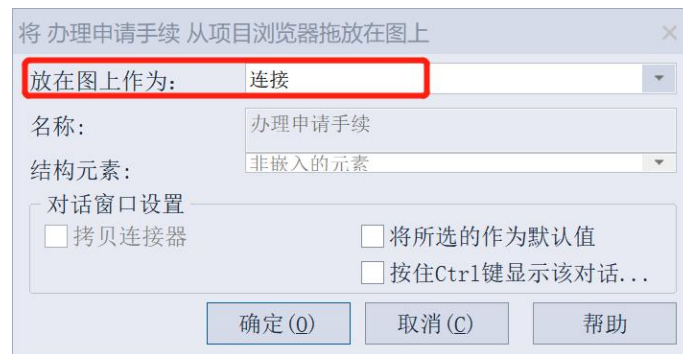 将 办理申请手续 从项目浏览器拖放在图上
放在图上作为: 连接
名称: 办理申请手续
结构元素: 非嵌入的元素
对话窗口设置
拷贝连接器 将所选的作为默认值
按住Ctrl键显示该对话...
确定(O) 取消(C) 帮助